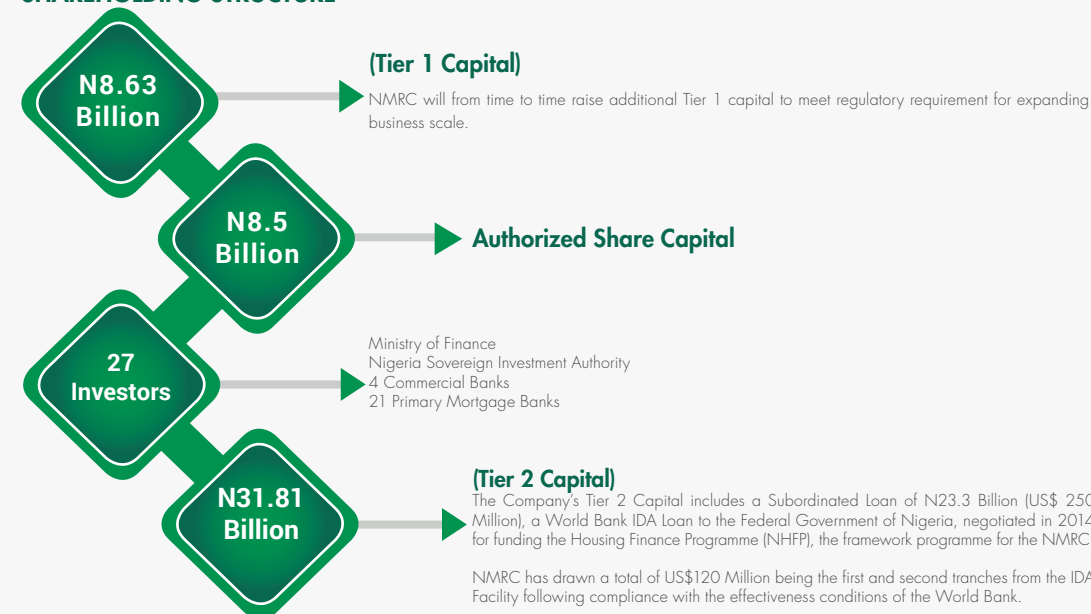 SHAREHOLDING STRUCTURE
N8.63
Billion
(Tier 1 Capital)
NMRC will from time to time raise additional Tier 1 capital to meet regulatory requirement for expanding
business scale.
N8.5
Billion
Authorized Share Capital
27
Investors
Ministry of Finance
Nigeria Sovereign Investment Authority
4 Commercial Banks
21 Primary Mortgage Banks
N31.81
Billion
(Tier 2 Capital)
The Company's Tier 2 Capital includes a Subordinated Loan of N23.3 Billion (US$ 250
Million), a World Bank IDA Loan to the Federal Government of Nigeria, negotiated in 2014
for funding the Housing Finance Programme (NHFP), the framework programme for the NMRC
NMRC has drawn a total of US$120 Million being the first and second tranches from the IDA
Facility following compliance with the effectiveness conditions of the World Bank.